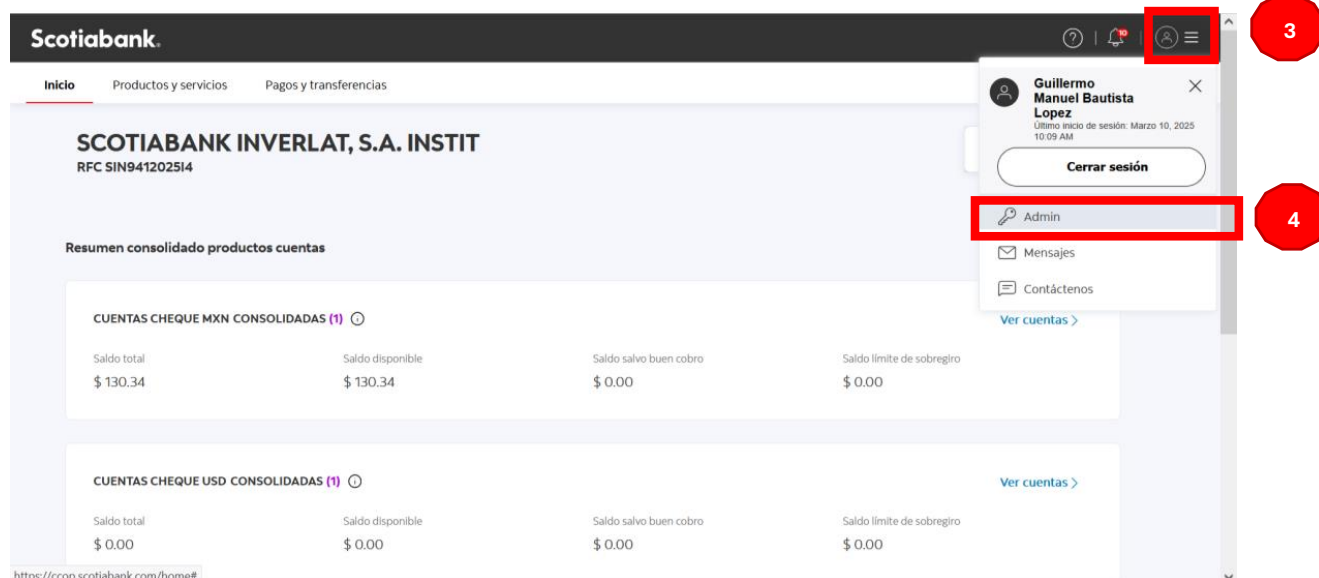 Scotiabank.
10
3
Inicio
Productos y servicios
Pagos y transferencias
Guillermo
Manuel Bautista
Lopez
Último inicio de sesión: Marzo 10, 2025
10:09 AM
Cerrar sesión
SCOTIABANK INVERLAT, S.A. INSTIT
RFC SIN9412025I4
Admin
4
Mensajes
Contáctenos
Resumen consolidado productos cuentas
CUENTAS CHEQUE MXN CONSOLIDADAS (1)
Ver cuentas >
Saldo total
Saldo disponible
Saldo salvo buen cobro
Saldo límite de sobregiro
$ 130.34
$ 130.34
$ 0.00
$ 0.00
CUENTAS CHEQUE USD CONSOLIDADAS (1)
Ver cuentas >
Saldo total
Saldo disponible
Saldo salvo buen cobro
Saldo límite de sobregiro
$ 0.00
$ 0.00
$ 0.00
$ 0.00
https://ccop.scotiabank.com/home#